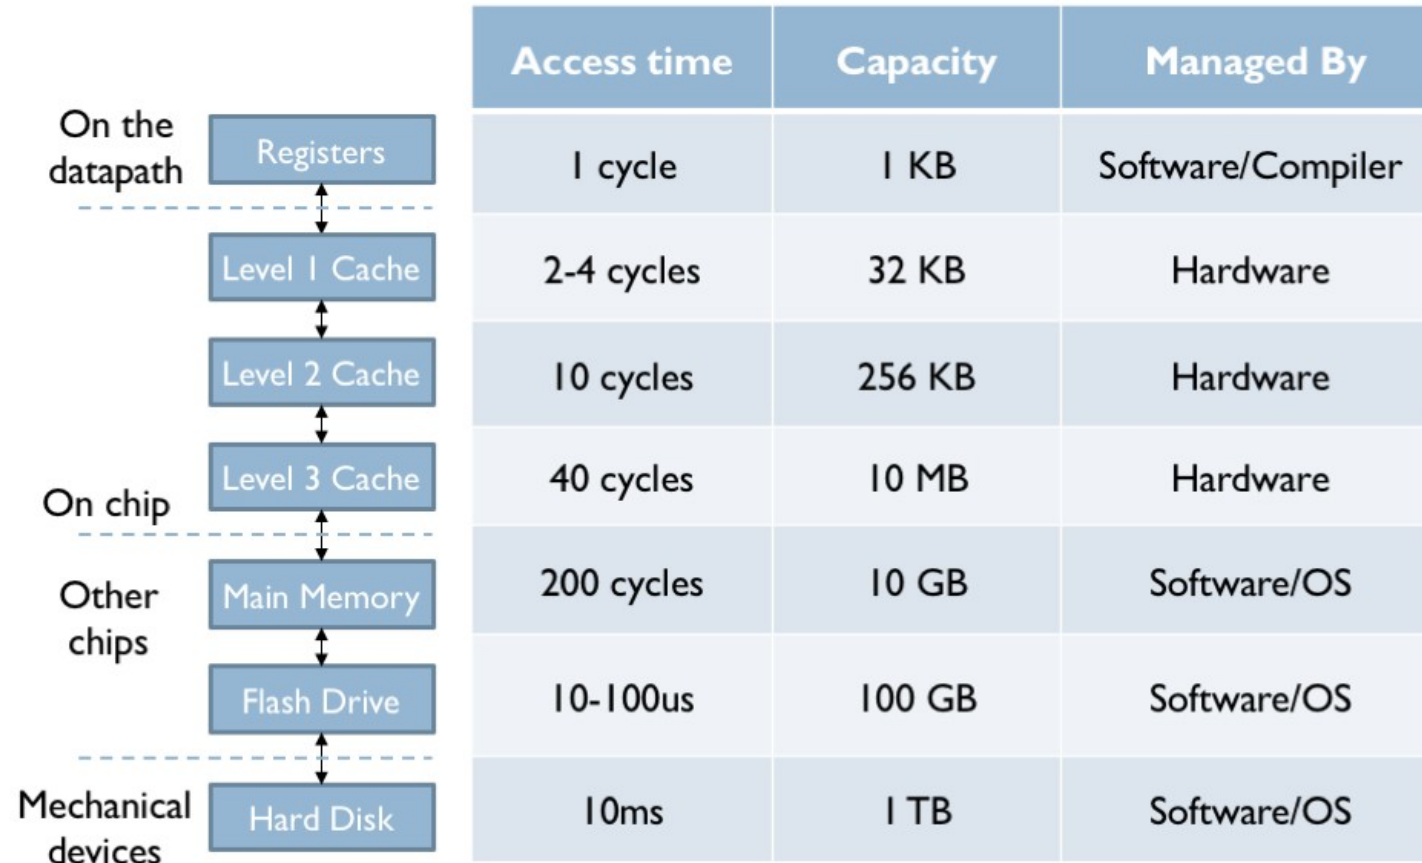 Access time Capacity Managed By
On the
datapath
Registers 1 cycle 1 KB Software/Compiler
Level 1 Cache 2-4 cycles 32 KB Hardware
Level 2 Cache 10 cycles 256 KB Hardware
Level 3 Cache 40 cycles 10 MB Hardware
On chip
Other
chips
Main Memory 200 cycles 10 GB Software/OS
Flash Drive 10-100us 100 GB Software/OS
Mechanical
devices
Hard Disk 10ms 1 TB Software/OS